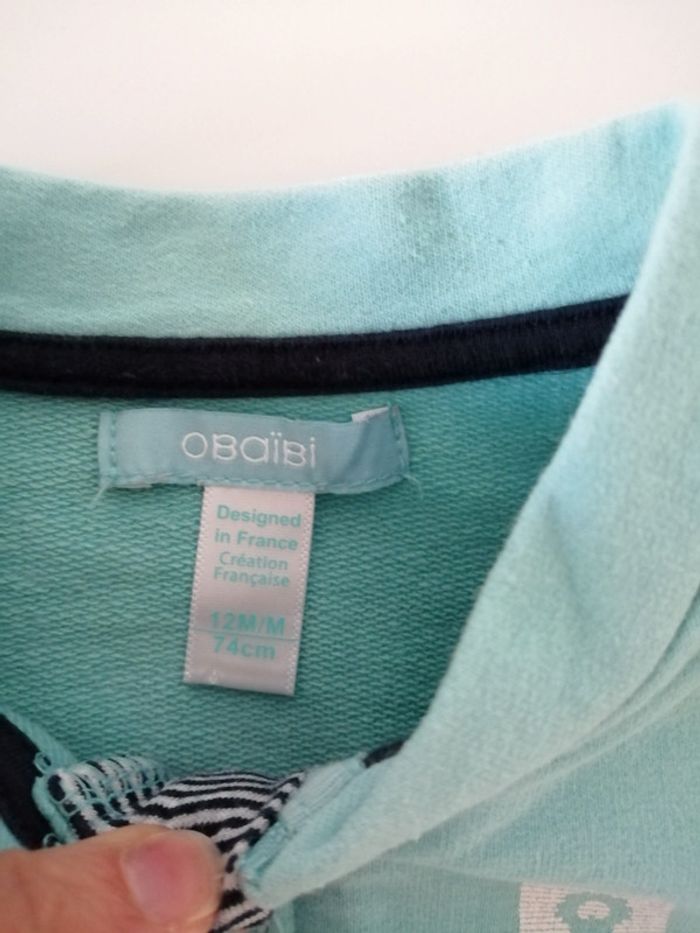 OBaïBi
Designed
in France
Création
Française
12M/M
74cm